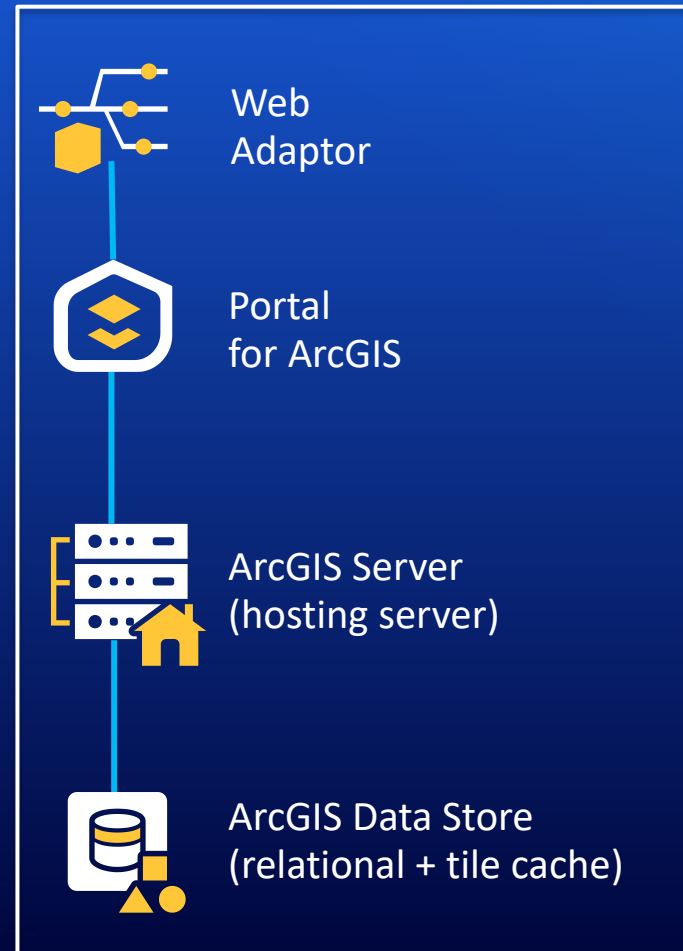 Web
Adaptor
Portal
for ArcGIS
ArcGIS Server
(hosting server)
ArcGIS Data Store
(relational + tile cache)